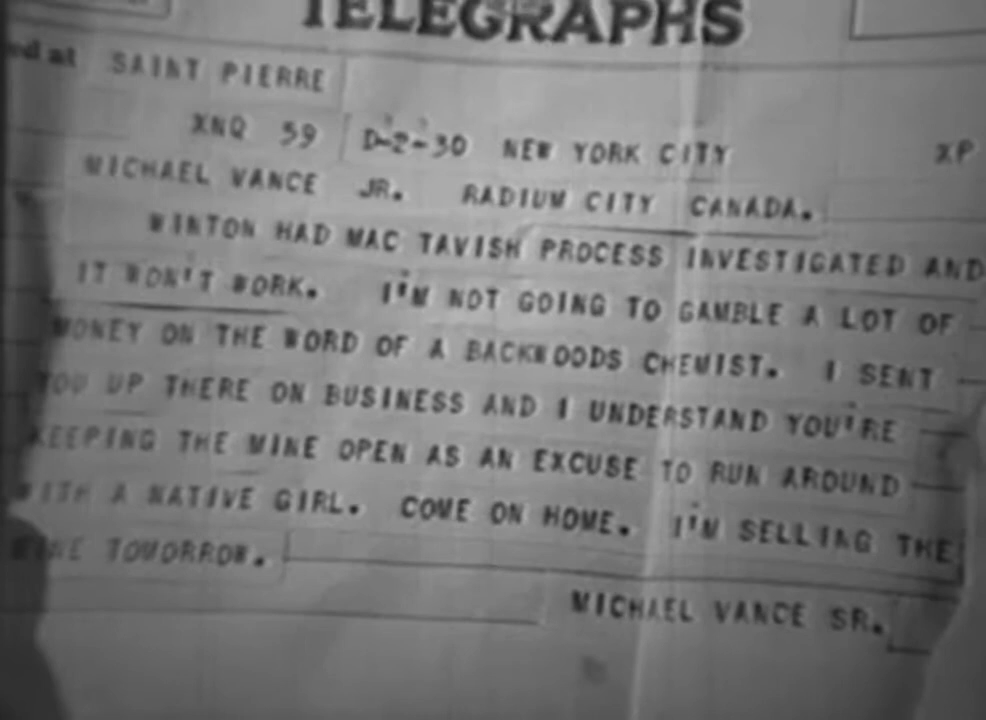 TELEGRAPHS
ed at SAINT PIERRE
XNQ 59 D-2-30 NEW YORK CITY XP
MICHAEL VANCE JR. RADIUM CITY CANADA.
WINTON HAD MAC TAVISH PROCESS INVESTIGATED AND
IT WON'T WORK. I'M NOT GOING TO GAMBLE A LOT OF
MONEY ON THE WORD OF A BACKWOODS CHEMIST. I SENT
YOU UP THERE ON BUSINESS AND I UNDERSTAND YOU'RE
KEEPING THE MINE OPEN AS AN EXCUSE TO RUN AROUND
WITH A NATIVE GIRL. COME ON HOME. I'M SELLING THE
MINE TOMORROW.
MICHAEL VANCE SR.